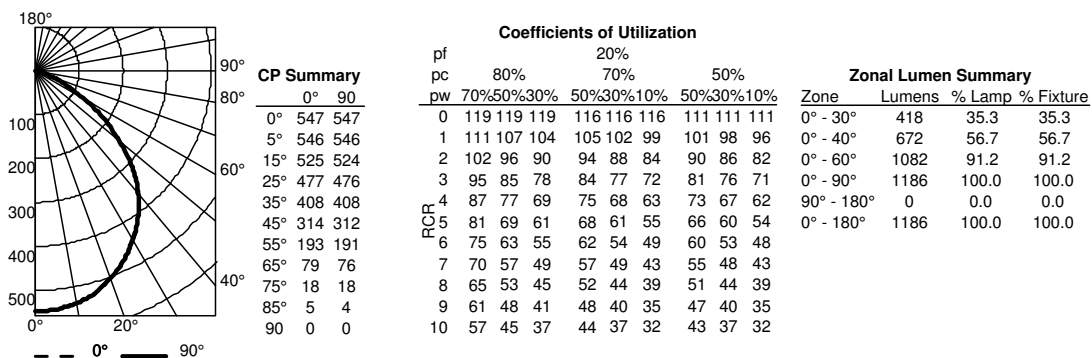 180°
90°
80°
60°
40°
100
200
300
400
500
0°
20°
0° 90°
CP Summary
0° 90
0° 547 547
5° 546 546
15° 525 524
25° 477 476
35° 408 408
45° 314 312
55° 193 191
65° 79 76
75° 18 18
85° 5 4
90 0 0
Coefficients of Utilization
pf 20%
pc 80% 70% 50%
pw 70%50%30% 50%30%10% 50%30%10%
RCR
0 119 119 119 116 116 116 111 111 111
1 111 107 104 105 102 99 101 98 96
2 102 96 90 94 88 84 90 86 82
3 95 85 78 84 77 72 81 76 71
4 87 77 69 75 68 63 73 67 62
5 81 69 61 68 61 55 66 60 54
6 75 63 55 62 54 49 60 53 48
7 70 57 49 57 49 43 55 48 43
8 65 53 45 52 44 39 51 44 39
9 61 48 41 48 40 35 47 40 35
10 57 45 37 44 37 32 43 37 32
Zonal Lumen Summary
Zone Lumens % Lamp % Fixture
0° - 30° 418 35.3 35.3
0° - 40° 672 56.7 56.7
0° - 60° 1082 91.2 91.2
0° - 90° 1186 100.0 100.0
90° - 180° 0 0.0 0.0
0° - 180° 1186 100.0 100.0